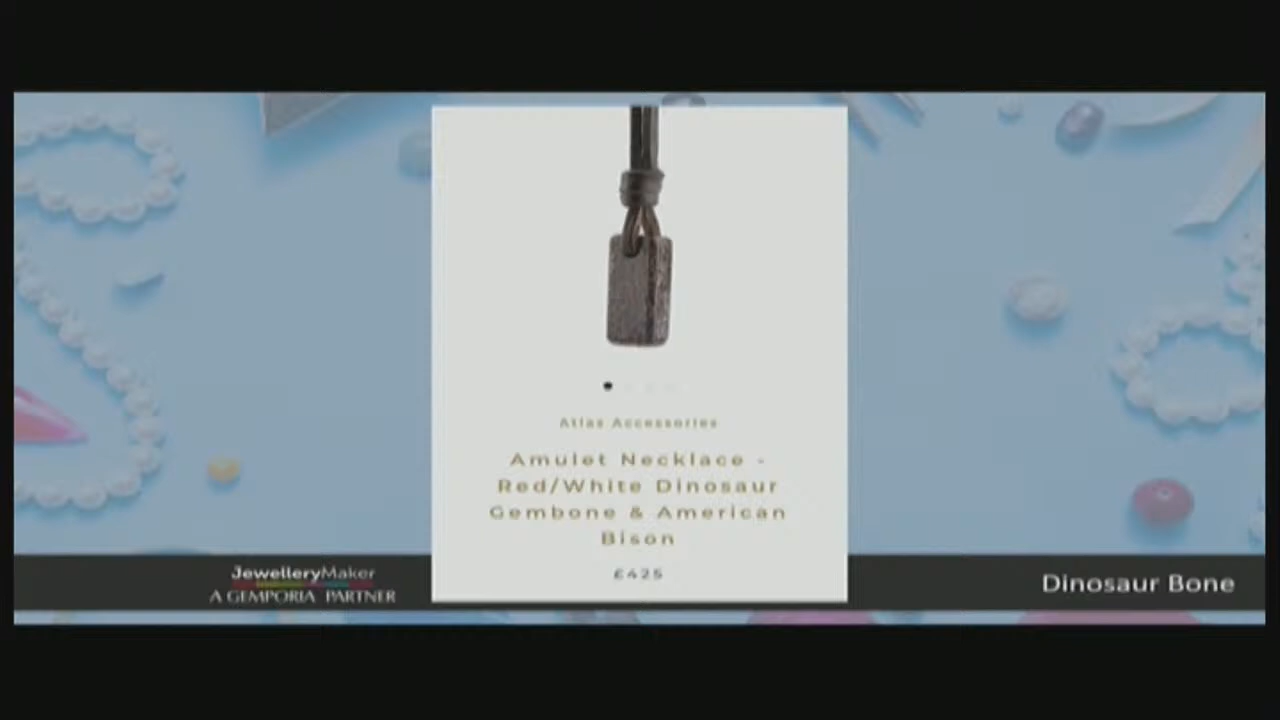 Atlas Accessories
Amulet Necklace -
Red/White Dinosaur
Gembone & American
Bison
£425
JewelleryMaker
A GEMPORIA PARTNER
Dinosaur Bone